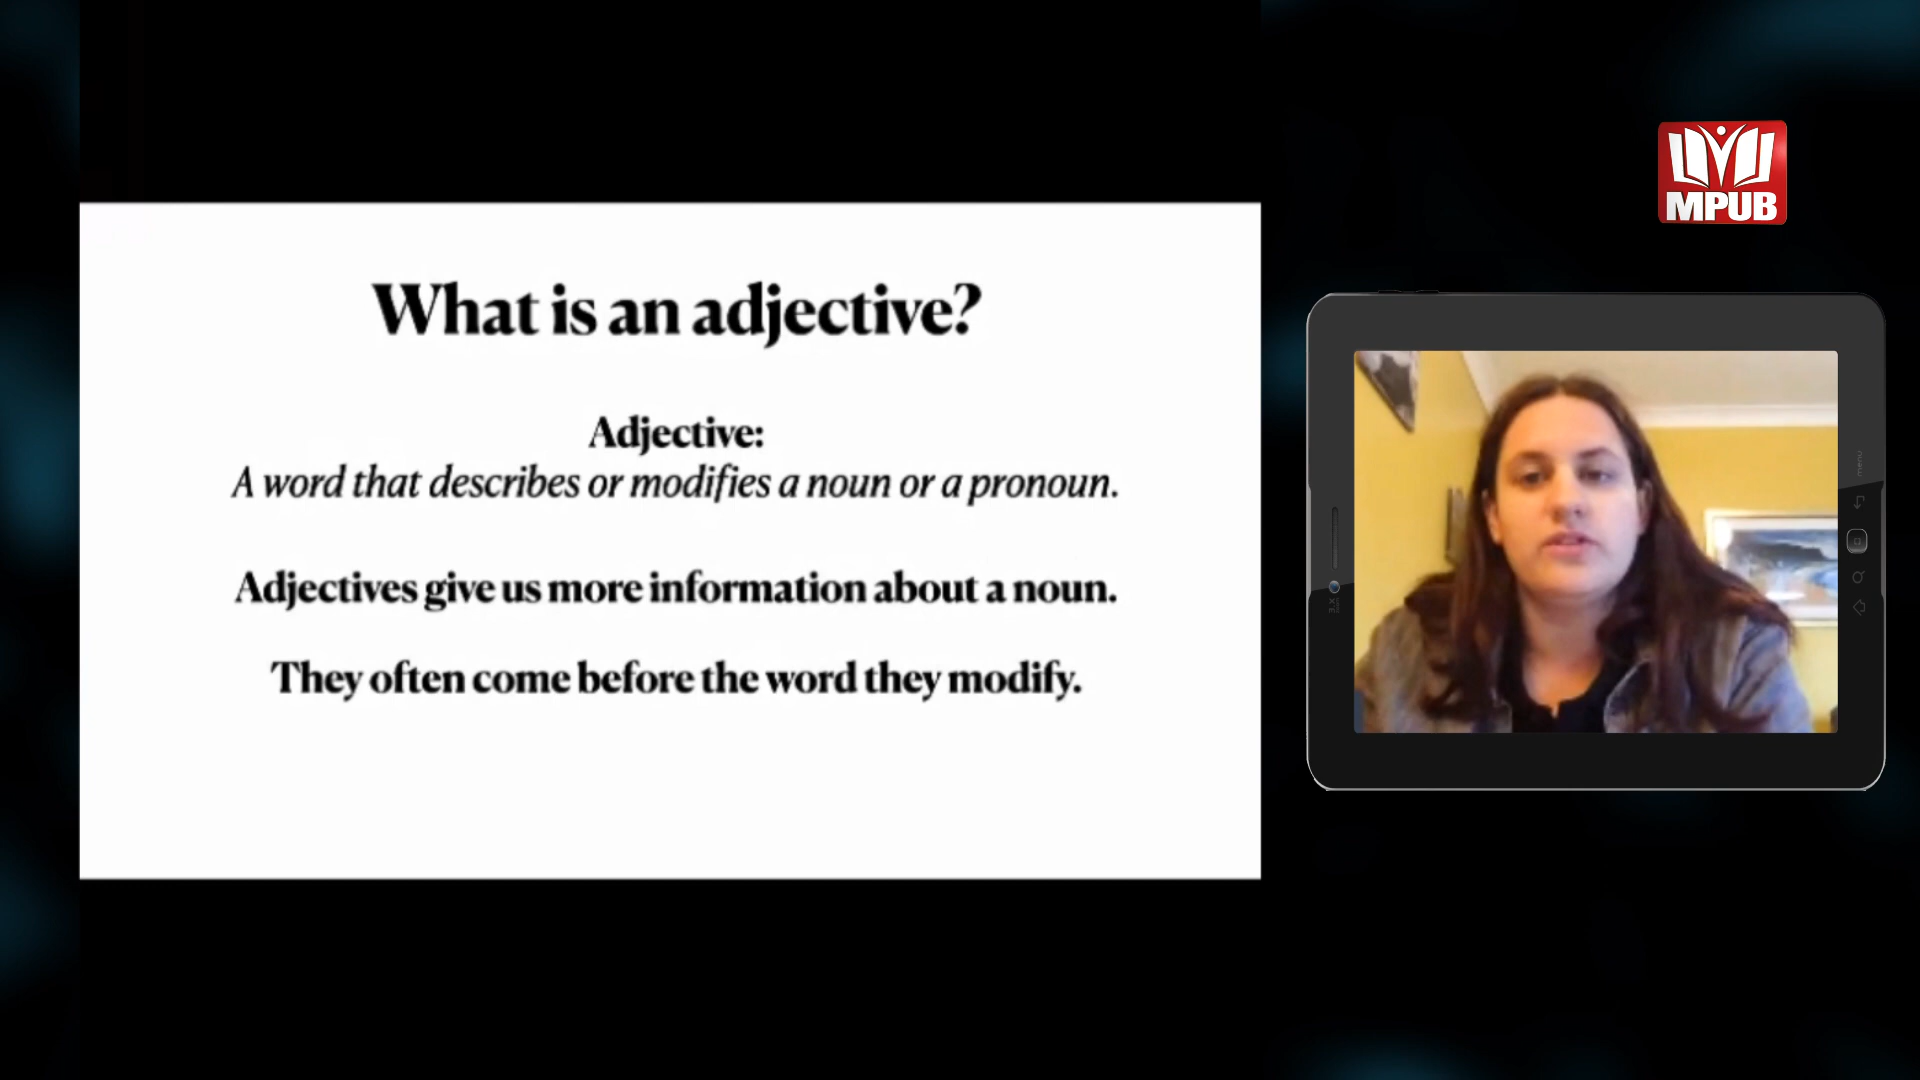 What is an adjective?
Adjective:
A word that describes or modifies a noun or a pronoun.
Adjectives give us more information about a noun.
They often come before the word they modify.
MPUB
menu